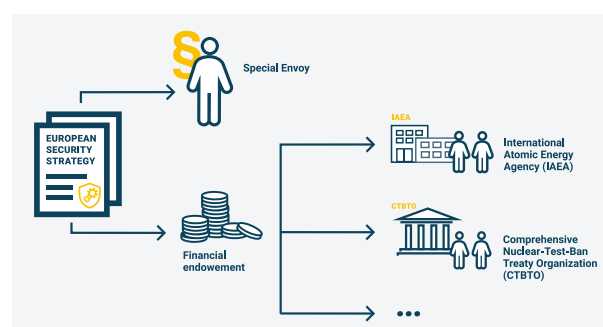 §
Special Envoy
EUROPEAN
SECURITY
STRATEGY
IAEA
International
Atomic Energy
Agency (IAEA)
CTBTO
Comprehensive
Nuclear-Test-Ban
Treaty Organization
(CTBTO)
Financial
endowement
...